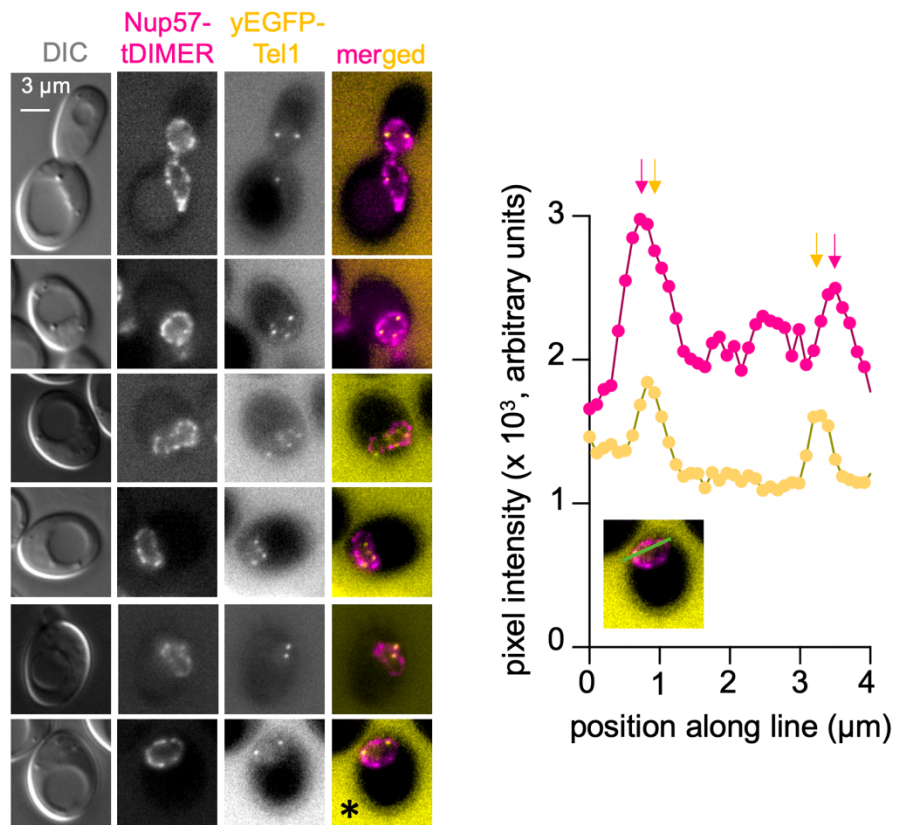 DIC
Nup57-
tDIMER
yEGFP-
Tel1
merged
3 µm
*
pixel intensity (x 10³, arbitrary units)
3
2
1
0
0
1
2
3
4
position along line (µm)